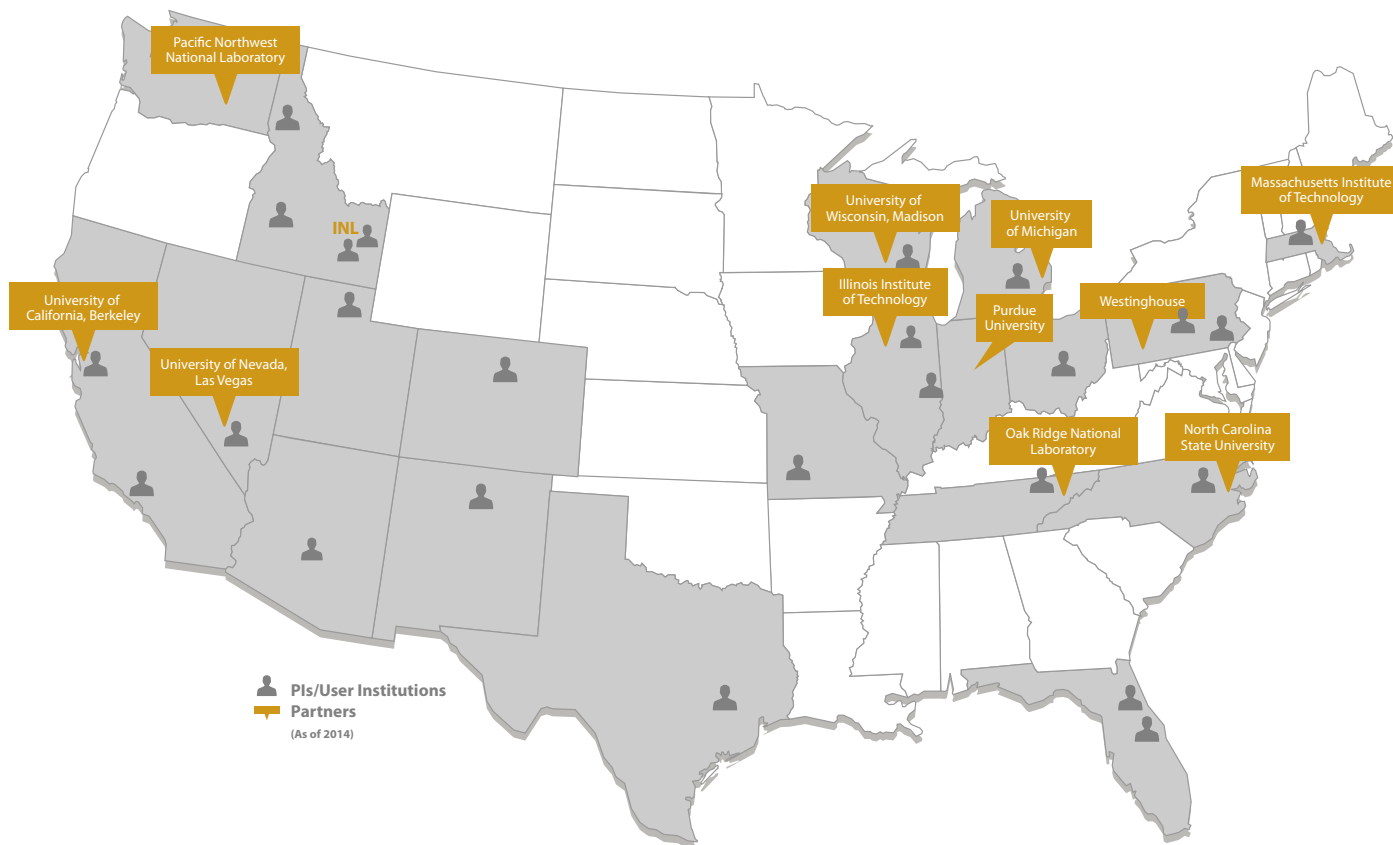 Pacific Northwest
National Laboratory
INL
University of
California, Berkeley
University of Nevada,
Las Vegas
University of
Wisconsin, Madison
University
of Michigan
Illinois Institute
of Technology
Purdue
University
Westinghouse
Massachusetts Institute
of Technology
Oak Ridge National
Laboratory
North Carolina
State University
PIs/User Institutions
Partners
(As of 2014)